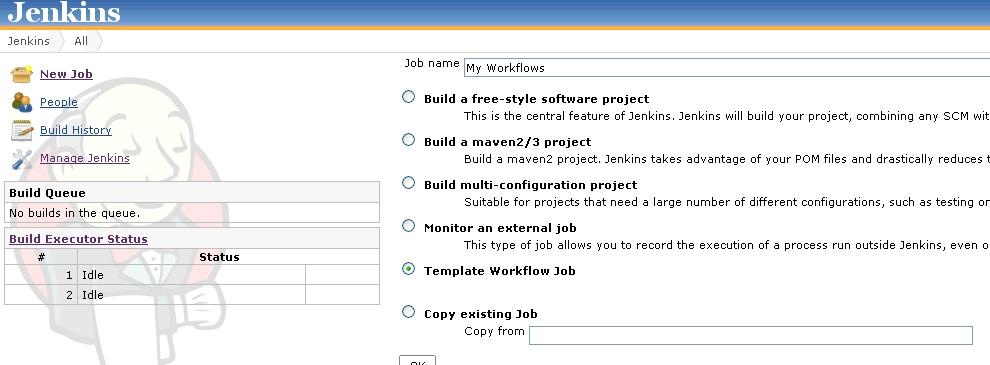 Jenkins
Jenkins
All
New Job
People
Build History
Manage Jenkins
Build Queue
No builds in the queue.
Build Executor Status
# Status
1 Idle
2 Idle
Job name My Workflows
Build a free-style software project
This is the central feature of Jenkins. Jenkins will build your project, combining any SCM wit
Build a maven2/3 project
Build a maven2 project. Jenkins takes advantage of your POM files and drastically reduces t
Build multi-configuration project
Suitable for projects that need a large number of different configurations, such as testing on
Monitor an external job
This type of job allows you to record the execution of a process run outside Jenkins, even o
Template Workflow Job
Copy existing Job
Copy from
OK